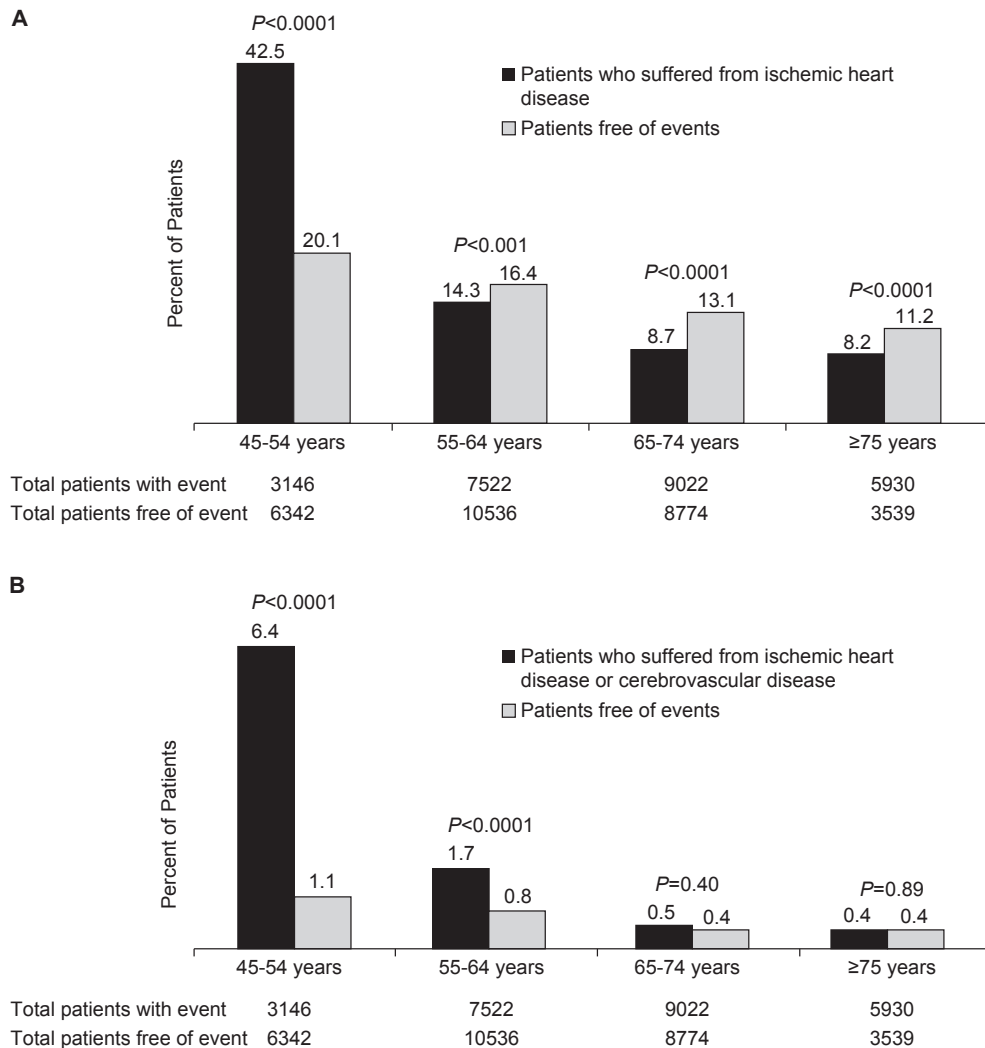 A
P<0.0001
42.5
Patients who suffered from ischemic heart
disease
Patients free of events
Percent of Patients
20.1
P<0.001
14.3
16.4
P<0.0001
8.7
13.1
P<0.0001
8.2
11.2
45-54 years 55-64 years 65-74 years ≥75 years
Total patients with event 3146 7522 9022 5930
Total patients free of event 6342 10536 8774 3539
B
P<0.0001
6.4
Patients who suffered from ischemic heart
disease or cerebrovascular disease
Patients free of events
Percent of Patients
1.1
P<0.0001
1.7
0.8
P=0.40
0.5 0.4
P=0.89
0.4 0.4
45-54 years 55-64 years 65-74 years ≥75 years
Total patients with event 3146 7522 9022 5930
Total patients free of event 6342 10536 8774 3539